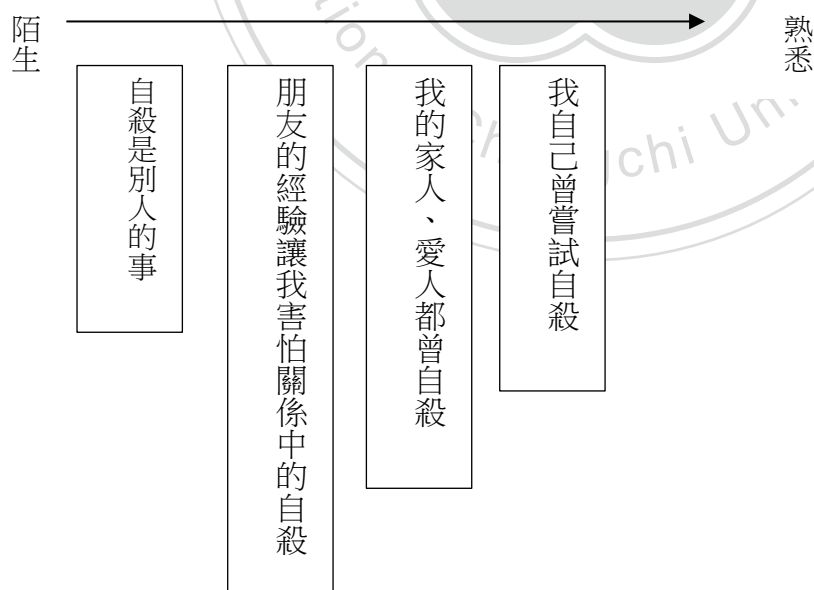 陌生
熟悉
自殺是別人的事
朋友的經驗讓我害怕關係中的自殺
我的家人、愛人都曾自殺
我自己曾嘗試自殺
chi Un